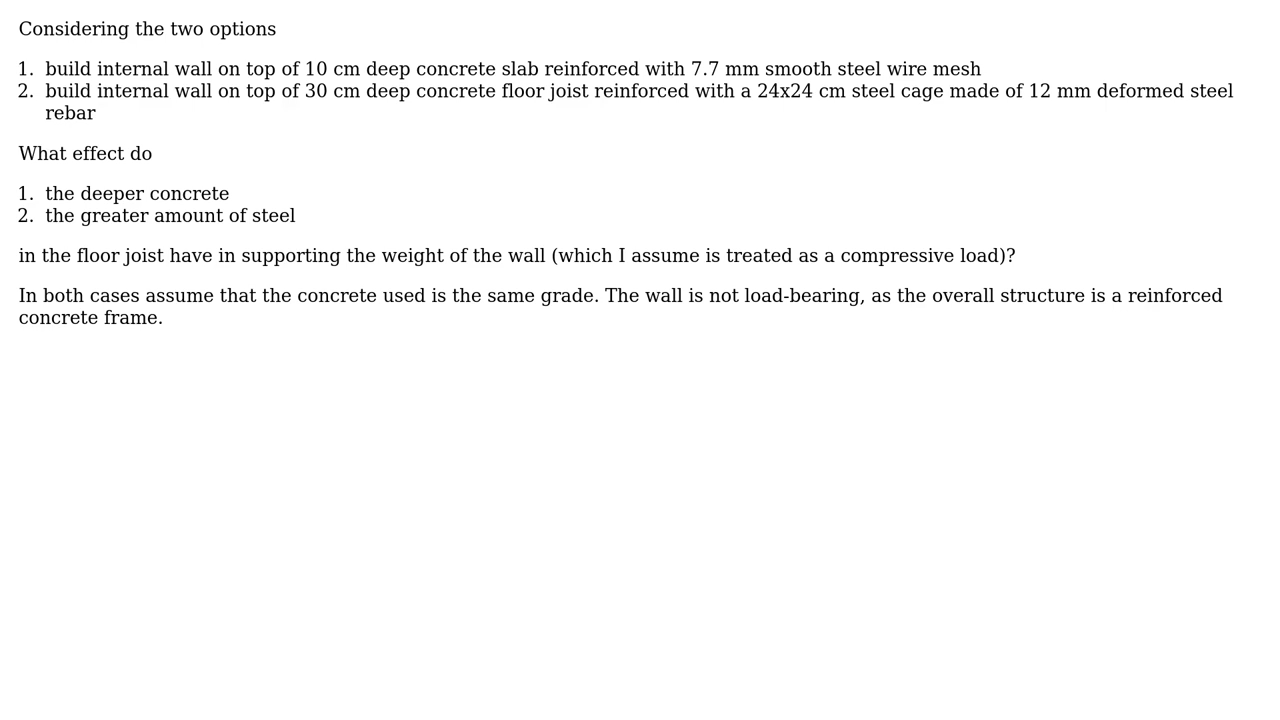 Considering the two options
1. build internal wall on top of 10 cm deep concrete slab reinforced with 7.7 mm smooth steel wire mesh
2. build internal wall on top of 30 cm deep concrete floor joist reinforced with a 24x24 cm steel cage made of 12 mm deformed steel
rebar
What effect do
1. the deeper concrete
2. the greater amount of steel
in the floor joist have in supporting the weight of the wall (which I assume is treated as a compressive load)?
In both cases assume that the concrete used is the same grade. The wall is not load-bearing, as the overall structure is a reinforced
concrete frame.